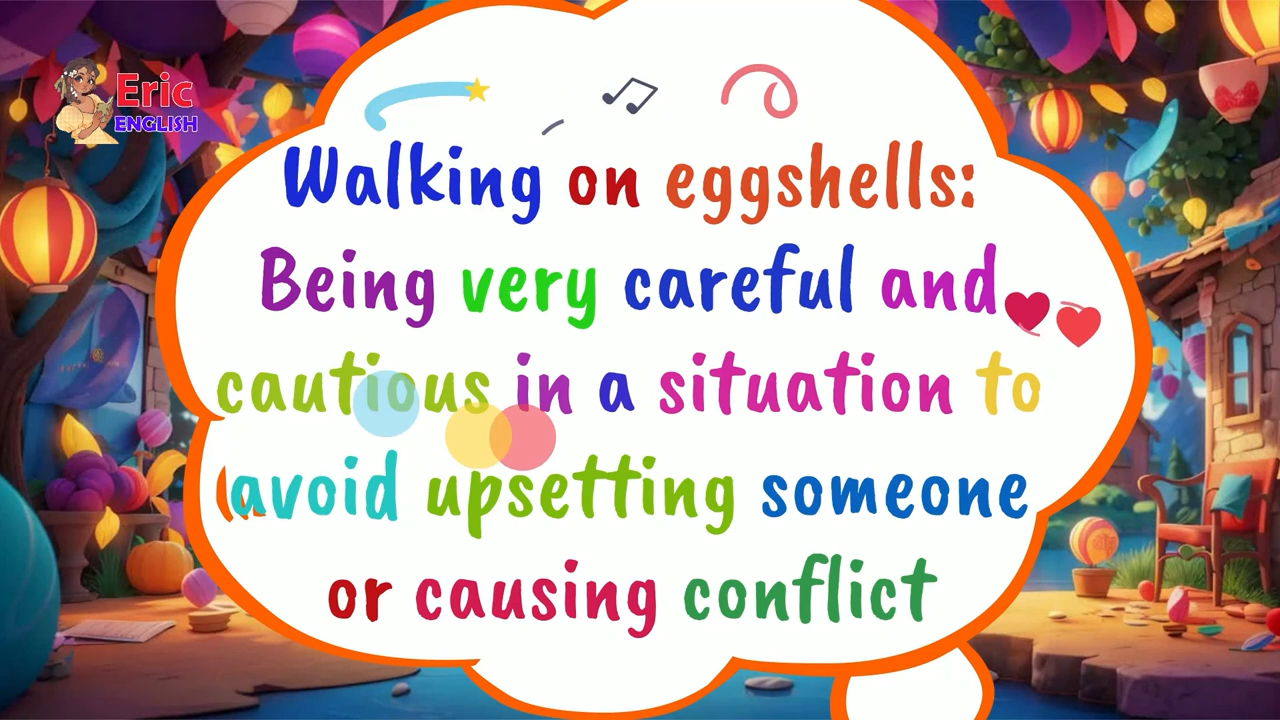 Eric
ENGLISH
Walking on eggshells:
Being very careful and
cautious in a situation to
avoid upsetting someone
or causing conflict